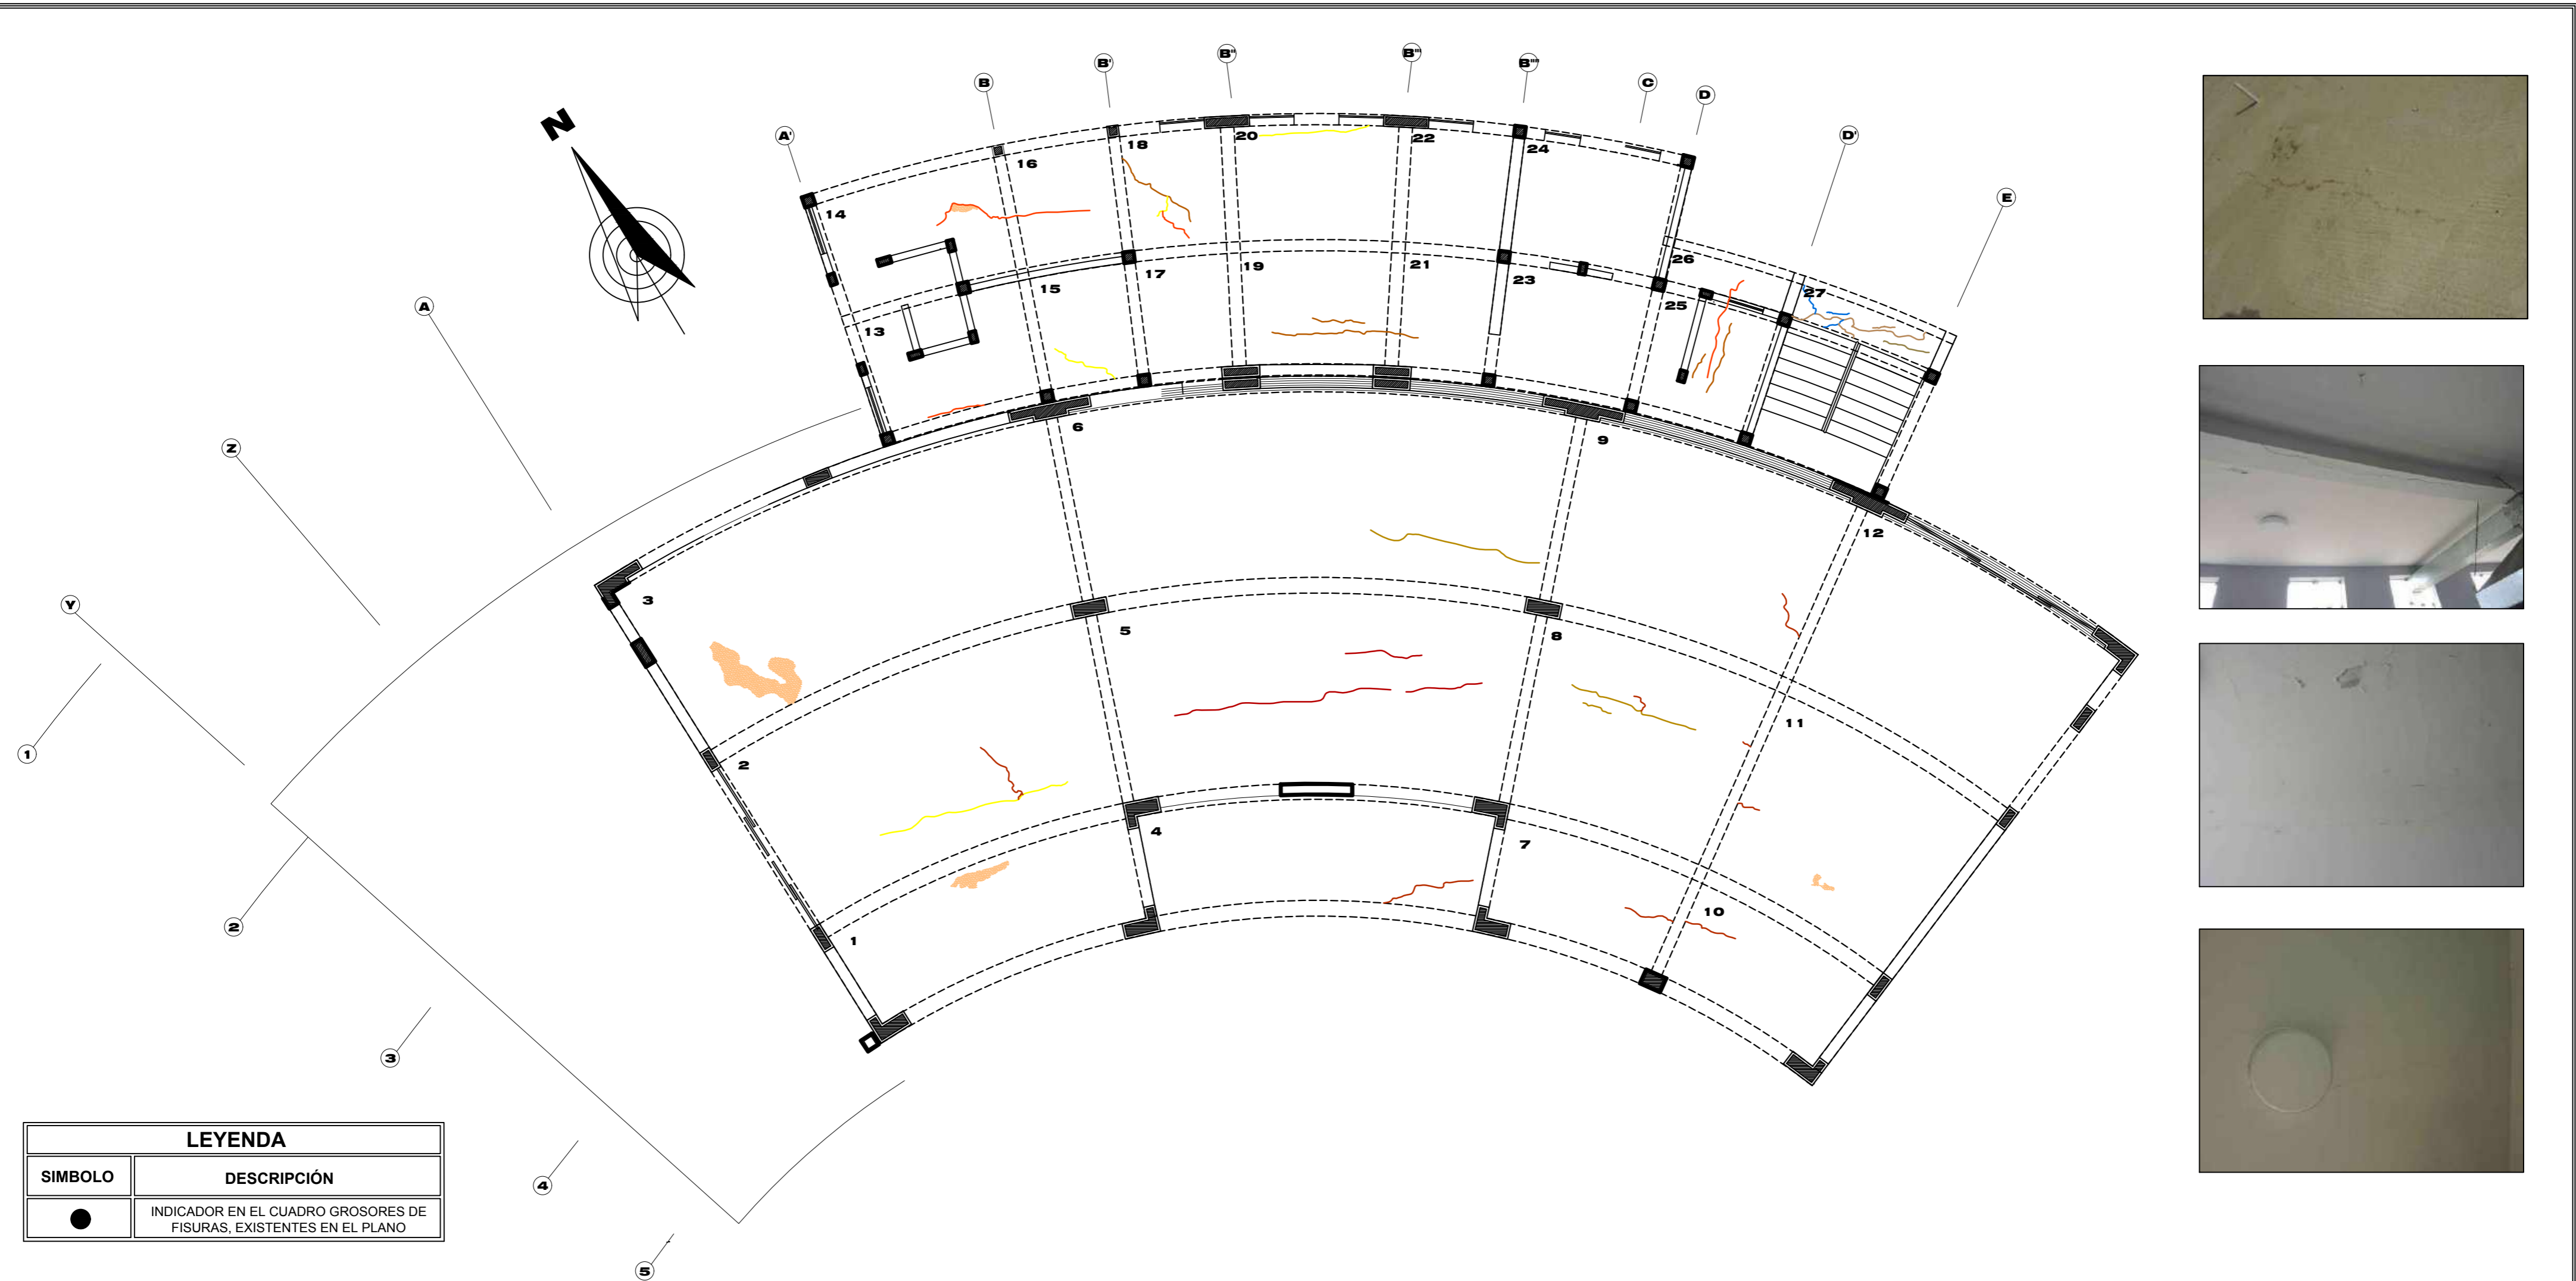 B"
B'''
B'
B""
B
C
D
N
A'
D'
20
22
18
24
16
E
14
26
19
21
17
23
15
27
A
25
13
6
9
Z
12
3
Y
5
8
11
1
2
4
7
10
2
1
3
LEYENDA
SIMBOLO
DESCRIPCIÓN
4
INDICADOR EN EL CUADRO GROSORES DE
FISURAS, EXISTENTES EN EL PLANO
5